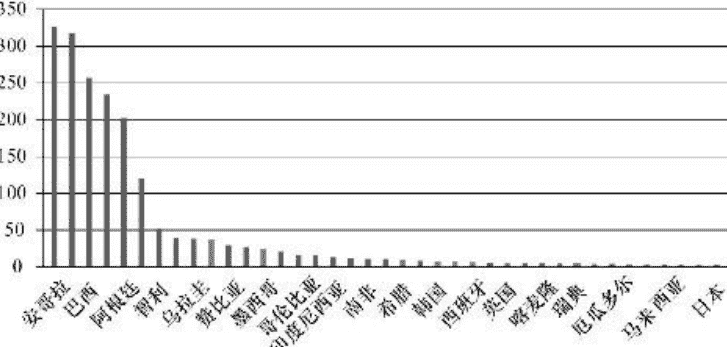 350
300
250
200
150
100
50
0
安哥拉
巴西
阿根廷
智利
乌拉圭
赞比亚
墨西哥
哥伦比亚
印度尼西亚
南非
希腊
韩国
西班牙
英国
喀麦隆
瑞典
厄瓜多尔
马来西亚
日本